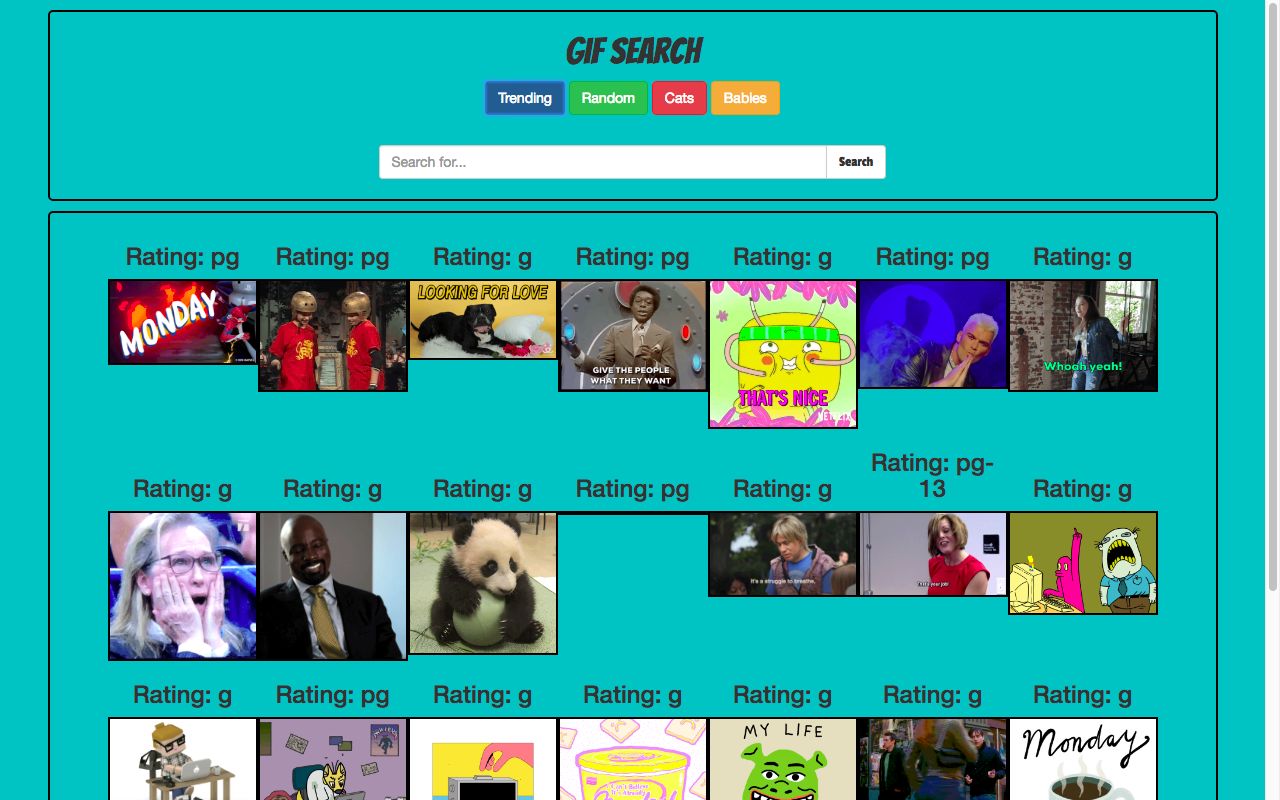 GIF SEARCH
Trending Random Cats Babies
Search for... Search
Rating: pg Rating: pg Rating: g Rating: pg Rating: g Rating: pg Rating: g
MONDAY
LOOKING FOR LOVE
GIVE THE PEOPLE
WHAT THEY WANT
THAT'S NICE
Whoah yeah!
Rating: g Rating: g Rating: g Rating: pg Rating: g Rating: pg-
13 Rating: g
It's a struggle to breathe,
That's your job!
Rating: g Rating: pg Rating: g Rating: g Rating: g Rating: g Rating: g
MY LIFE
Monday